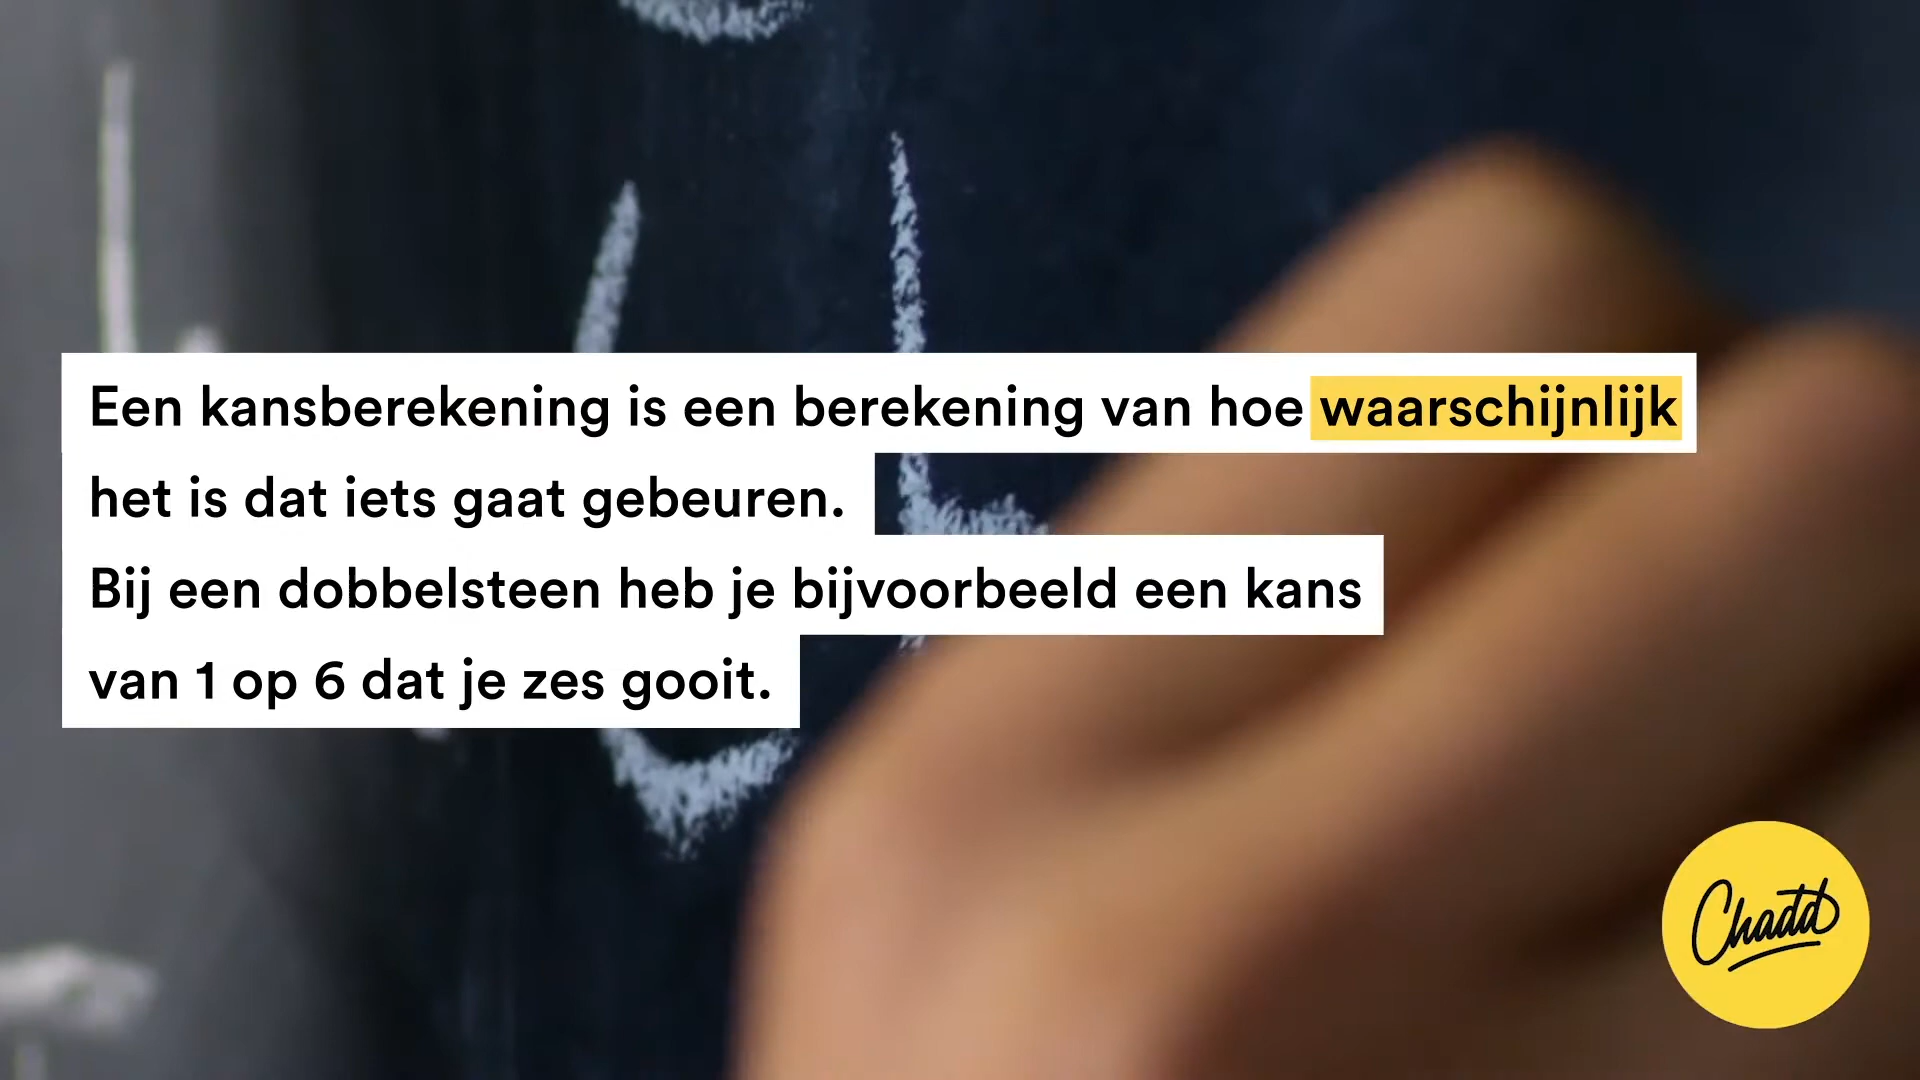 Een kansberekening is een berekening van hoe waarschijnlijk
het is dat iets gaat gebeuren.
Bij een dobbelsteen heb je bijvoorbeeld een kans
van 1 op 6 dat je zes gooit.
Chadd